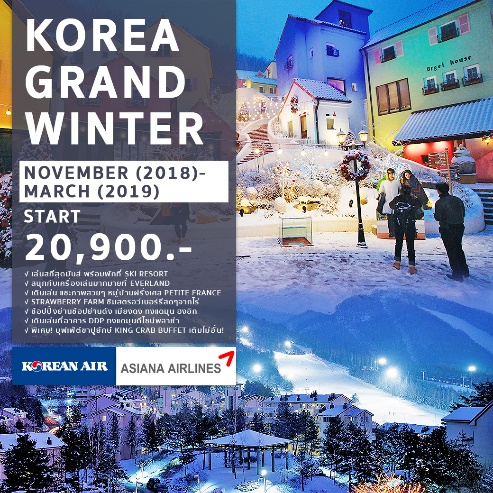 KOREA
GRAND
WINTER
NOVEMBER (2018)-
MARCH (2019)
START
20,900.-
√ เล่นสกีสุดมันส์ พร้อมพักที่ SKI RESORT
√ สนุกกับเครื่องเล่นมากมายที่ EVERLAND
√ เดินเล่น และถ่ายภาพสวยๆ หมู่บ้านฝรั่งเศส PETITE FRANCE
√ STRAWBERRY FARM ชิมสตรอว์เบอร์รี่สดๆจากไร่
√ ช้อปปิ้งย่านช้อปย่านดัง เมียงดง ทงแดมุน ฮงอิก
√ เดินเล่นที่อาคาร DDP ทงแดมุนดีไซน์พลาซ่า
√ พิเศษ! บุฟเฟ่ต์ขาปูยักษ์ KING CRAB BUFFET เติมไม่อั้น!
Orgel house
KOREAN AIR
ASIANA AIRLINES